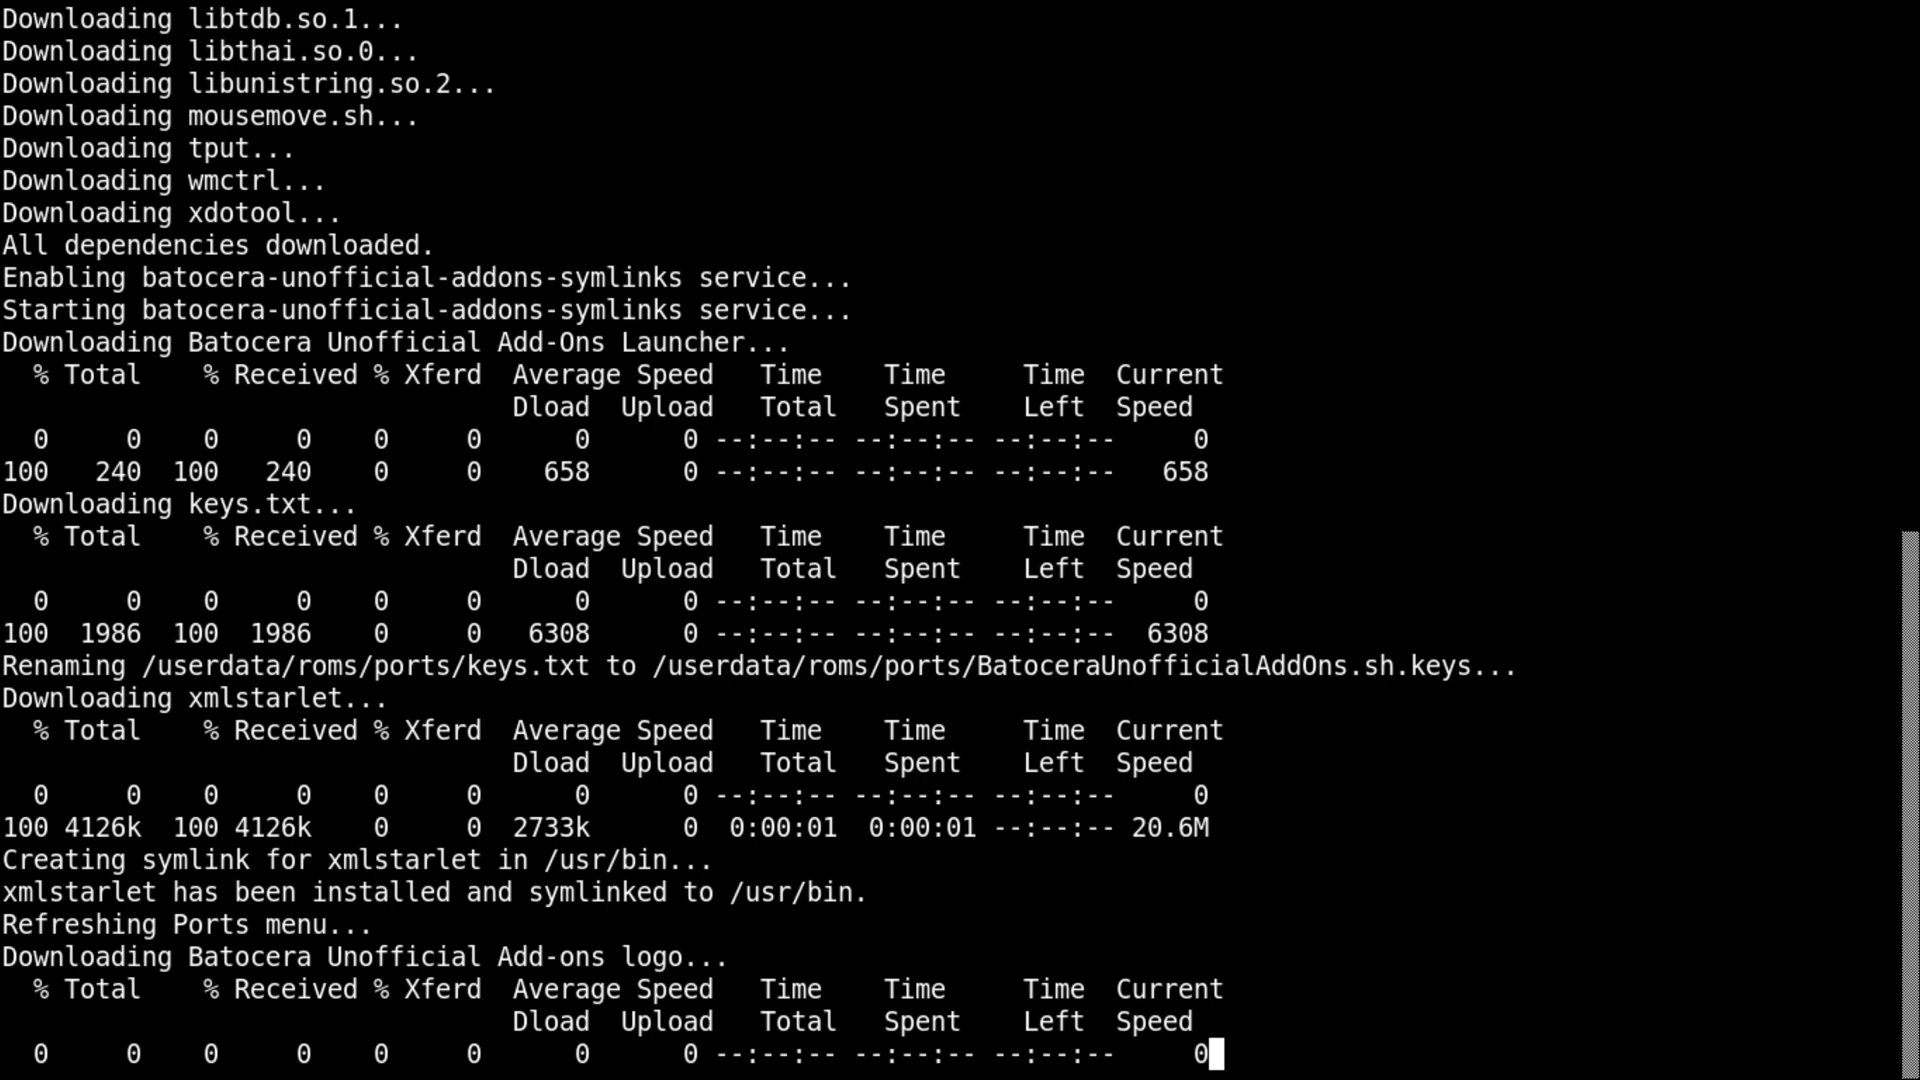 Downloading libtdb.so.1...
Downloading libthai.so.0...
Downloading libunistring.so.2...
Downloading mousemove.sh...
Downloading tput...
Downloading wmctrl...
Downloading xdotool...
All dependencies downloaded.
Enabling batocera-unofficial-addons-symlinks service...
Starting batocera-unofficial-addons-symlinks service...
Downloading Batocera Unofficial Add-Ons Launcher...
  % Total    % Received % Xferd  Average Speed   Time    Time     Time  Current
                                 Dload  Upload   Total   Spent    Left  Speed
  0     0    0     0    0     0      0      0 --:--:-- --:--:-- --:--:--     0
100   240  100   240    0     0    658      0 --:--:-- --:--:-- --:--:--   658
Downloading keys.txt...
  % Total    % Received % Xferd  Average Speed   Time    Time     Time  Current
                                 Dload  Upload   Total   Spent    Left  Speed
  0     0    0     0    0     0      0      0 --:--:-- --:--:-- --:--:--     0
100  1986  100  1986    0     0   6308      0 --:--:-- --:--:-- --:--:--  6308
Renaming /userdata/roms/ports/keys.txt to /userdata/roms/ports/BatoceraUnofficialAddOns.sh.keys...
Downloading xmlstarlet...
  % Total    % Received % Xferd  Average Speed   Time    Time     Time  Current
                                 Dload  Upload   Total   Spent    Left  Speed
  0     0    0     0    0     0      0      0 --:--:-- --:--:-- --:--:--     0
100 4126k  100 4126k    0     0  2733k      0  0:00:01  0:00:01 --:--:-- 20.6M
Creating symlink for xmlstarlet in /usr/bin...
xmlstarlet has been installed and symlinked to /usr/bin.
Refreshing Ports menu...
Downloading Batocera Unofficial Add-ons logo...
  % Total    % Received % Xferd  Average Speed   Time    Time     Time  Current
                                 Dload  Upload   Total   Spent    Left  Speed
  0     0    0     0    0     0      0      0 --:--:-- --:--:-- --:--:--     0